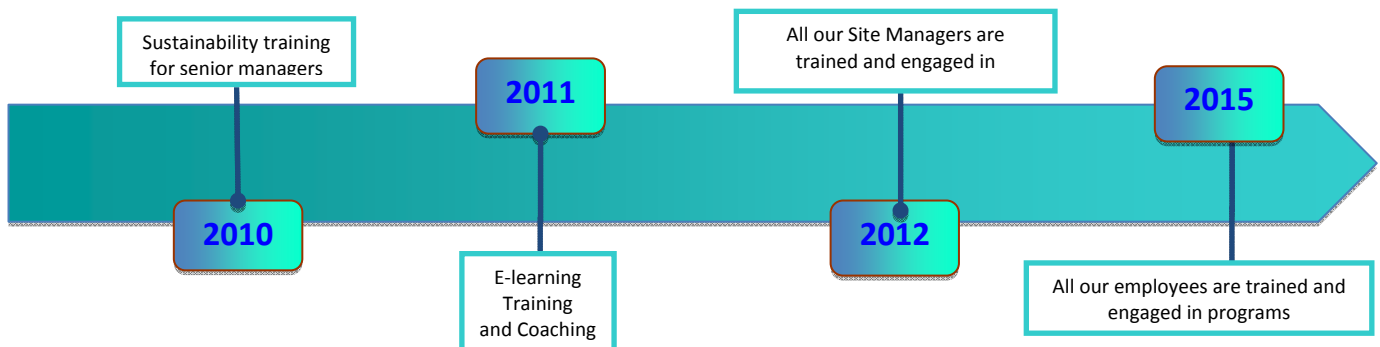 Sustainability training
for senior managers
2010
2011
E-learning
Training
and Coaching
All our Site Managers are
trained and engaged in
2012
2015
All our employees are trained and
engaged in programs